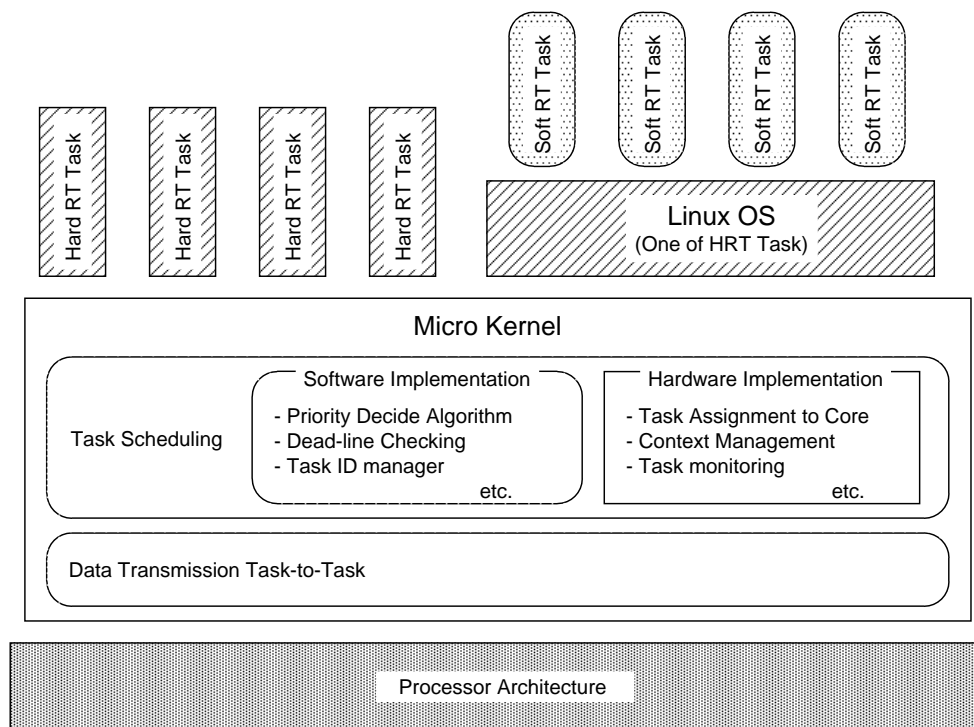 Soft RT Task
Soft RT Task
Soft RT Task
Soft RT Task
Hard RT Task
Hard RT Task
Hard RT Task
Hard RT Task
Linux OS
(One of HRT Task)
Micro Kernel
Task Scheduling
Software Implementation
- Priority Decide Algorithm
- Dead-line Checking
- Task ID manager
etc.
Hardware Implementation
- Task Assignment to Core
- Context Management
- Task monitoring
etc.
Data Transmission Task-to-Task
Processor Architecture